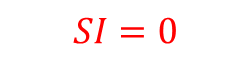 SI = 0